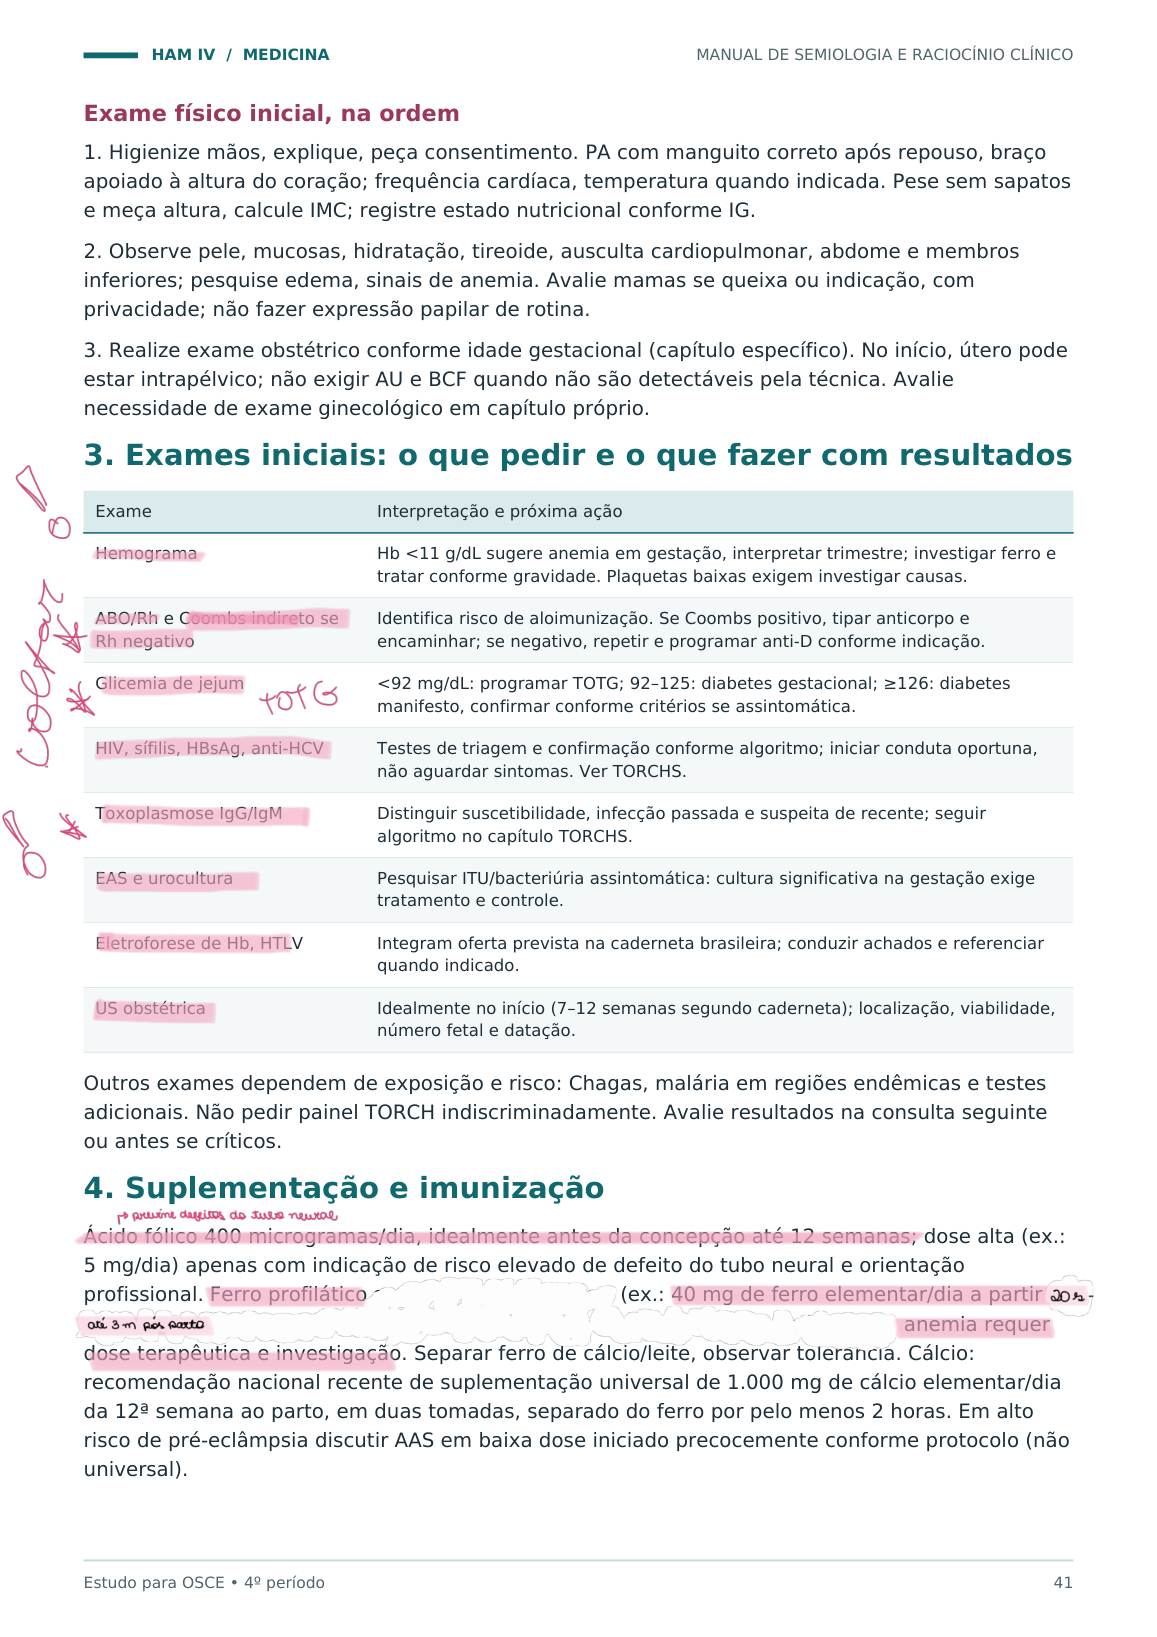 HAM IV / MEDICINA
MANUAL DE SEMIOLOGIA E RACIOCÍNIO CLÍNICO
Exame físico inicial, na ordem
1. Higienize mãos, explique, peça consentimento. PA com manguito correto após repouso, braço
apoiado à altura do coração; frequência cardíaca, temperatura quando indicada. Pese sem sapatos
e meça altura, calcule IMC; registre estado nutricional conforme IG.
2. Observe pele, mucosas, hidratação, tireoide, ausculta cardiopulmonar, abdome e membros
inferiores; pesquise edema, sinais de anemia. Avalie mamas se queixa ou indicação, com
privacidade; não fazer expressão papilar de rotina.
3. Realize exame obstétrico conforme idade gestacional (capítulo específico). No início, útero pode
estar intrapélvico; não exigir AU e BCF quando não são detectáveis pela técnica. Avalie
necessidade de exame ginecológico em capítulo próprio.
3. Exames iniciais: o que pedir e o que fazer com resultados
Exame
Interpretação e próxima ação
Hemograma
Hb <11 g/dL sugere anemia em gestação, interpretar trimestre; investigar ferro e
tratar conforme gravidade. Plaquetas baixas exigem investigar causas.
ABO/Rh e Coombs indireto se
Rh negativo
Identifica risco de aloimunização. Se Coombs positivo, tipar anticorpo e
encaminhar; se negativo, repetir e programar anti-D conforme indicação.
Glicemia de jejum
TOTG
<92 mg/dL: programar TOTG; 92–125: diabetes gestacional; ≥126: diabetes
manifesto, confirmar conforme critérios se assintomática.
HIV, sífilis, HBsAg, anti-HCV
Testes de triagem e confirmação conforme algoritmo; iniciar conduta oportuna,
não aguardar sintomas. Ver TORCHS.
Toxoplasmose IgG/IgM
Distinguir suscetibilidade, infecção passada e suspeita de recente; seguir
algoritmo no capítulo TORCHS.
EAS e urocultura
Pesquisar ITU/bacteriúria assintomática: cultura significativa na gestação exige
tratamento e controle.
Eletroforese de Hb, HTLV
Integram oferta prevista na caderneta brasileira; conduzir achados e referenciar
quando indicado.
US obstétrica
Idealmente no início (7–12 semanas segundo caderneta); localização, viabilidade,
número fetal e datação.
Outros exames dependem de exposição e risco: Chagas, malária em regiões endêmicas e testes
adicionais. Não pedir painel TORCH indiscriminadamente. Avalie resultados na consulta seguinte
ou antes se críticos.
4. Suplementação e imunização
↳ previne defeitos do tubo neural
Ácido fólico 400 microgramas/dia, idealmente antes da concepção até 12 semanas; dose alta (ex.:
5 mg/dia) apenas com indicação de risco elevado de defeito do tubo neural e orientação
profissional. Ferro profilático (ex.: 40 mg de ferro elementar/dia a partir 20s -
até 3m pós parto anemia requer
dose terapêutica e investigação. Separar ferro de cálcio/leite, observar tolerância. Cálcio:
recomendação nacional recente de suplementação universal de 1.000 mg de cálcio elementar/dia
da 12ª semana ao parto, em duas tomadas, separado do ferro por pelo menos 2 horas. Em alto
risco de pré-eclâmpsia discutir AAS em baixa dose iniciado precocemente conforme protocolo (não
universal).
Estudo para OSCE • 4º período
41